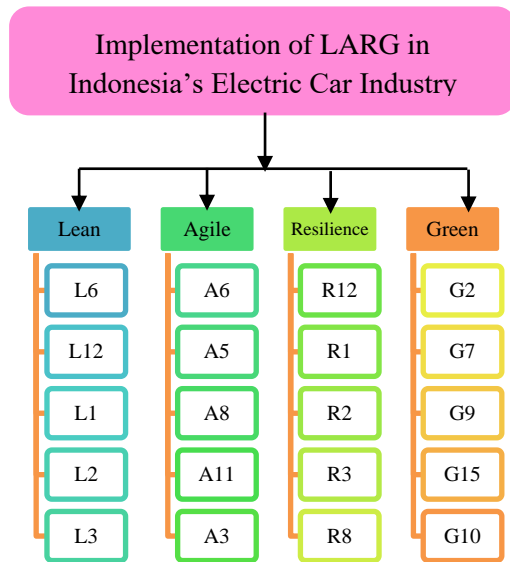 Implementation of LARG in
Indonesia's Electric Car Industry
Lean
Agile
Resilience
Green
L6
A6
R12
G2
L12
A5
R1
G7
L1
A8
R2
G9
L2
A11
R3
G15
L3
A3
R8
G10